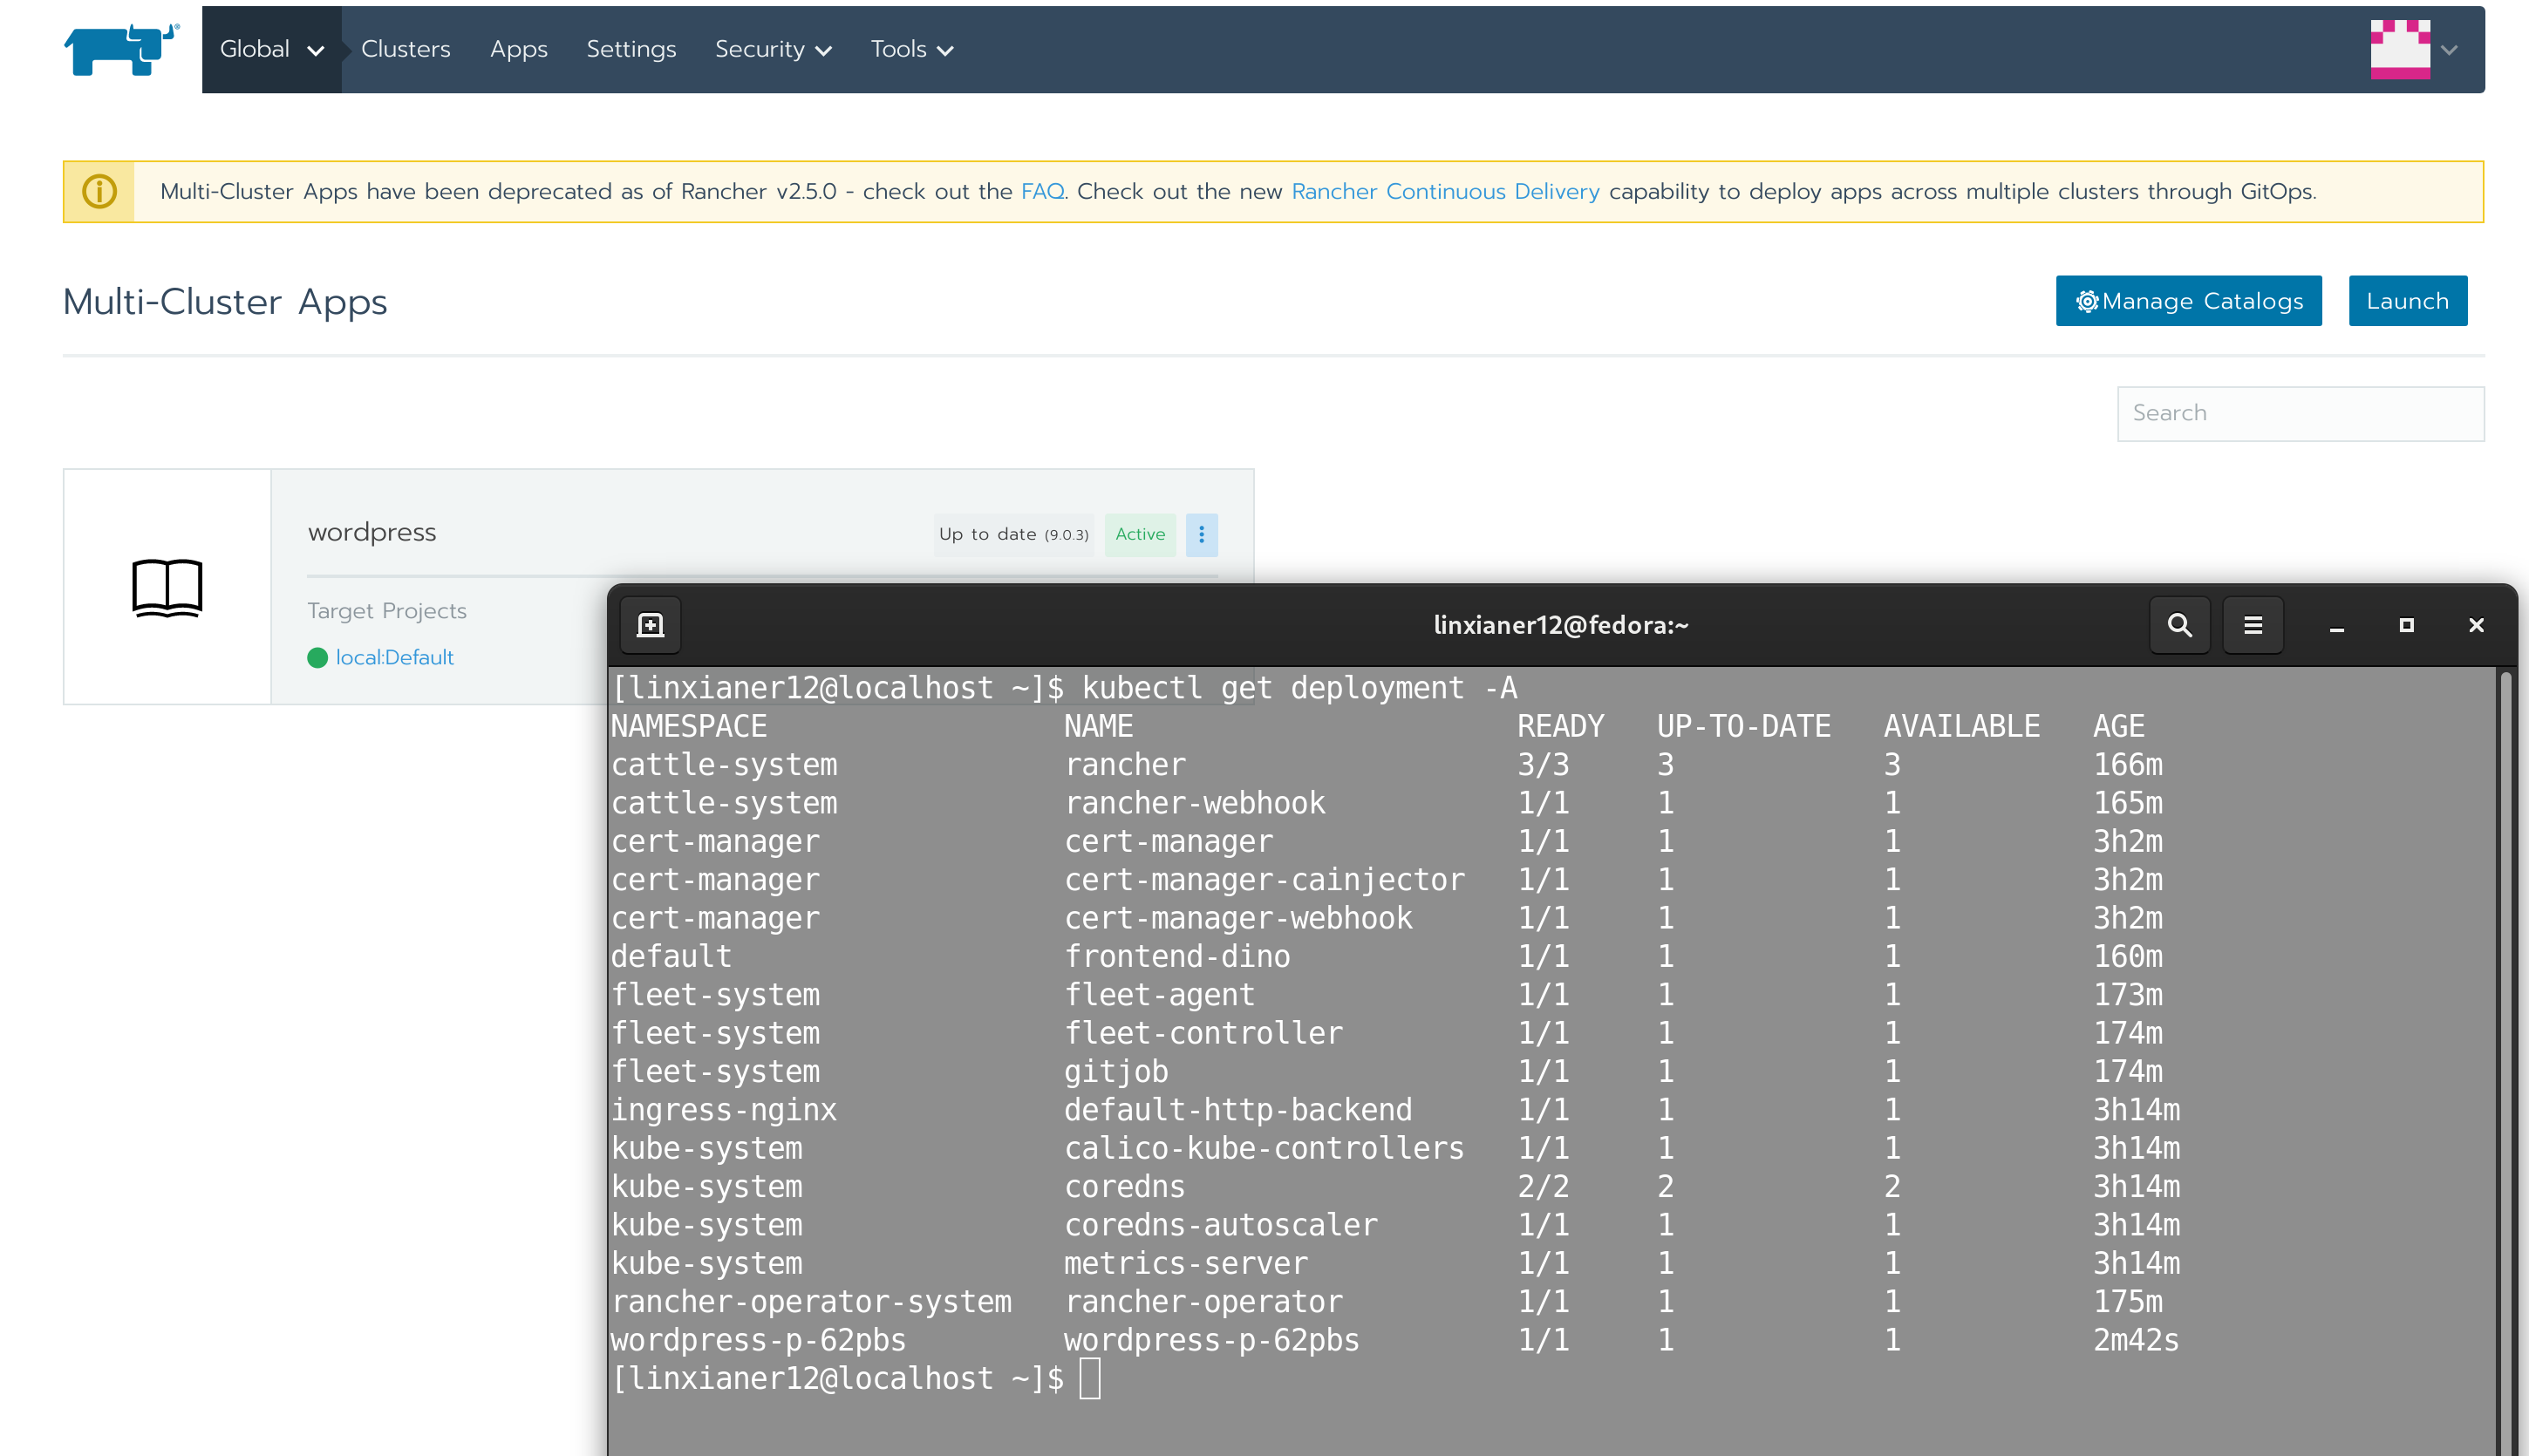 Global Clusters Apps Settings Security Tools
Multi-Cluster Apps have been deprecated as of Rancher v2.5.0 - check out the FAQ. Check out the new Rancher Continuous Delivery capability to deploy apps across multiple clusters through GitOps.
Multi-Cluster Apps
Manage Catalogs
Launch
Search
wordpress
Up to date (9.0.3)
Active
Target Projects
local:Default
linxianer12@fedora:~
[linxianer12@localhost ~]$ kubectl get deployment -A
NAMESPACE NAME READY UP-TO-DATE AVAILABLE AGE
cattle-system rancher 3/3 3 3 166m
cattle-system rancher-webhook 1/1 1 1 165m
cert-manager cert-manager 1/1 1 1 3h2m
cert-manager cert-manager-cainjector 1/1 1 1 3h2m
cert-manager cert-manager-webhook 1/1 1 1 3h2m
default frontend-dino 1/1 1 1 160m
fleet-system fleet-agent 1/1 1 1 173m
fleet-system fleet-controller 1/1 1 1 174m
fleet-system gitjob 1/1 1 1 174m
ingress-nginx default-http-backend 1/1 1 1 3h14m
kube-system calico-kube-controllers 1/1 1 1 3h14m
kube-system coredns 2/2 2 2 3h14m
kube-system coredns-autoscaler 1/1 1 1 3h14m
kube-system metrics-server 1/1 1 1 3h14m
rancher-operator-system rancher-operator 1/1 1 1 175m
wordpress-p-62pbs wordpress-p-62pbs 1/1 1 1 2m42s
[linxianer12@localhost ~]$